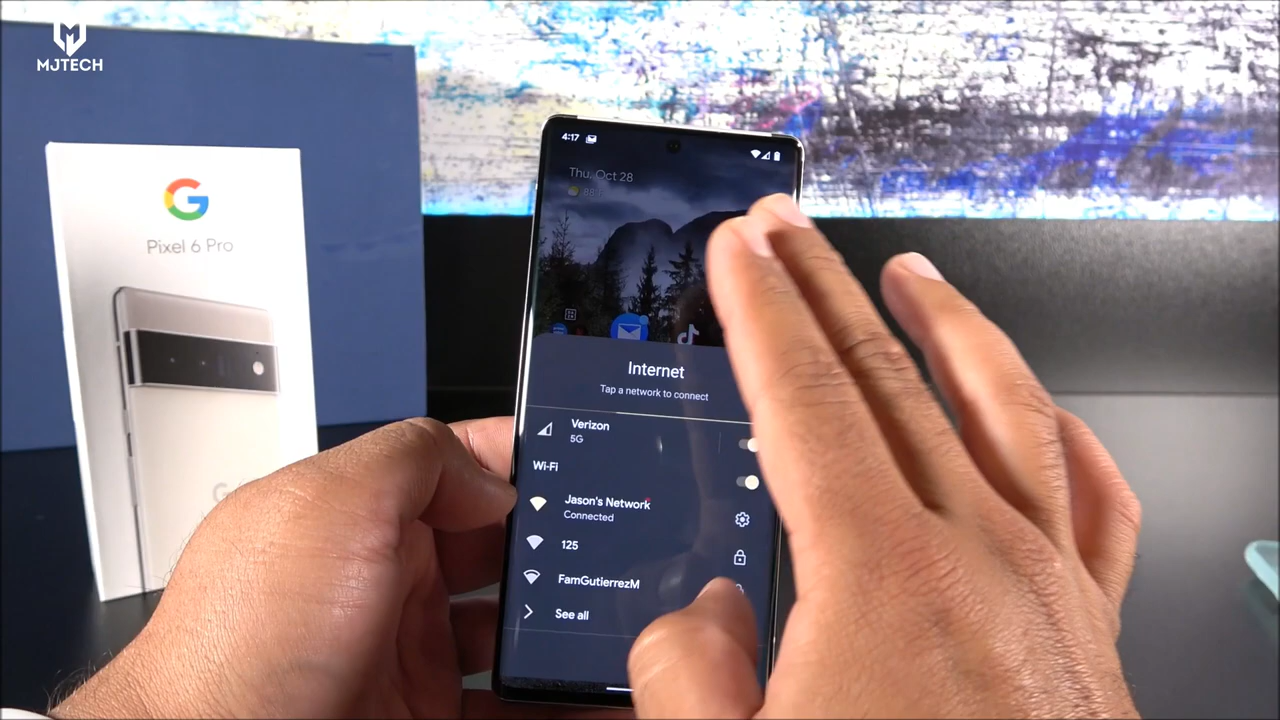 MJTECH
G
Pixel 6 Pro
4:17
Thu, Oct 28
88°F
Internet
Tap a network to connect
Verizon
5G
Wi-Fi
Jason's Network
Connected
125
FamGutierrezM
See all